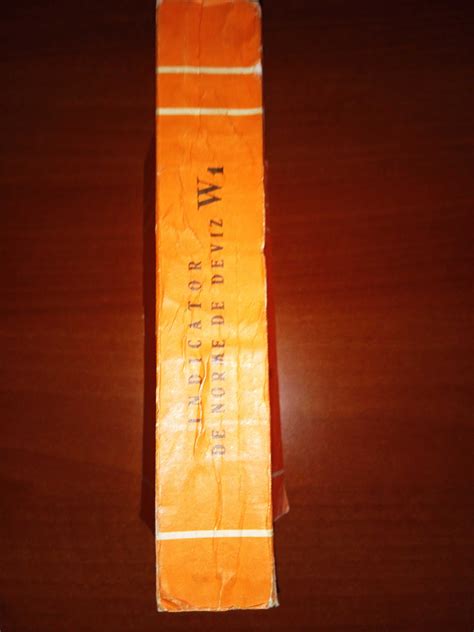 INDICATOR
DE NORME DE DEVIZ W1